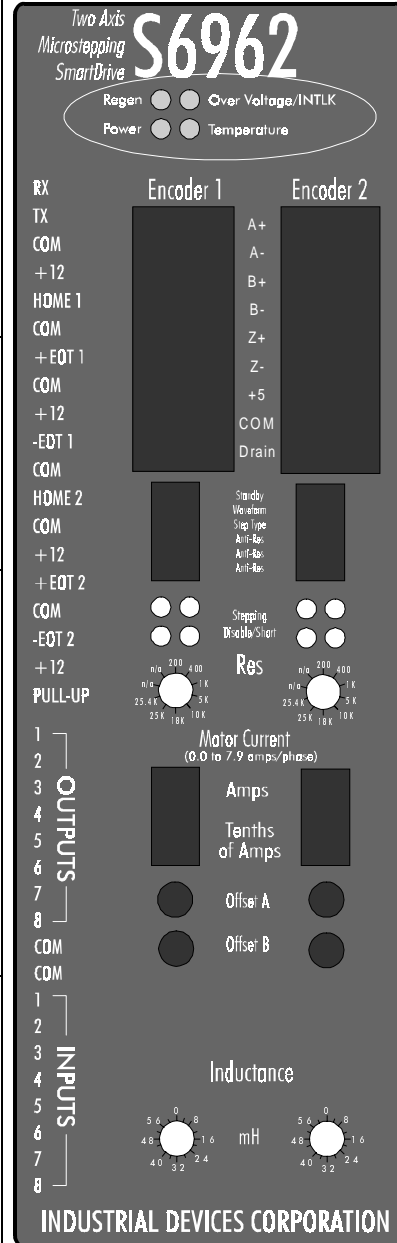 Two Axis
Microstepping
SmartDrive
S6962
Regen
Over Voltage/INTLK
Power
Temperature
RX
TX
COM
+12
HOME 1
COM
+EOT 1
COM
+12
-EOT 1
COM
HOME 2
COM
+12
+EOT 2
COM
-EOT 2
+12
PULL-UP
1
2
3
4
5
6
7
8
OUTPUTS
COM
COM
1
2
3
4
5
6
7
8
INPUTS
Encoder 1
Encoder 2
A+
A-
B+
B-
Z+
Z-
+5
COM
Drain
Standby
Waveform
Step Type
Anti-Res
Anti-Res
Anti-Res
Stepping
Disable/Short
Res
n/a 200 400
n/a 1K
25.4K 5K
25K 18K 10K
n/a 200 400
n/a 1K
25.4K 5K
25K 18K 10K
Motor Current
(0.0 to 7.9 amps/phase)
Amps
Tenths
of Amps
Offset A
Offset B
Inductance
mH
0
56 8
48 16
40 32 24
0
56 8
48 16
40 32 24
INDUSTRIAL DEVICES CORPORATION